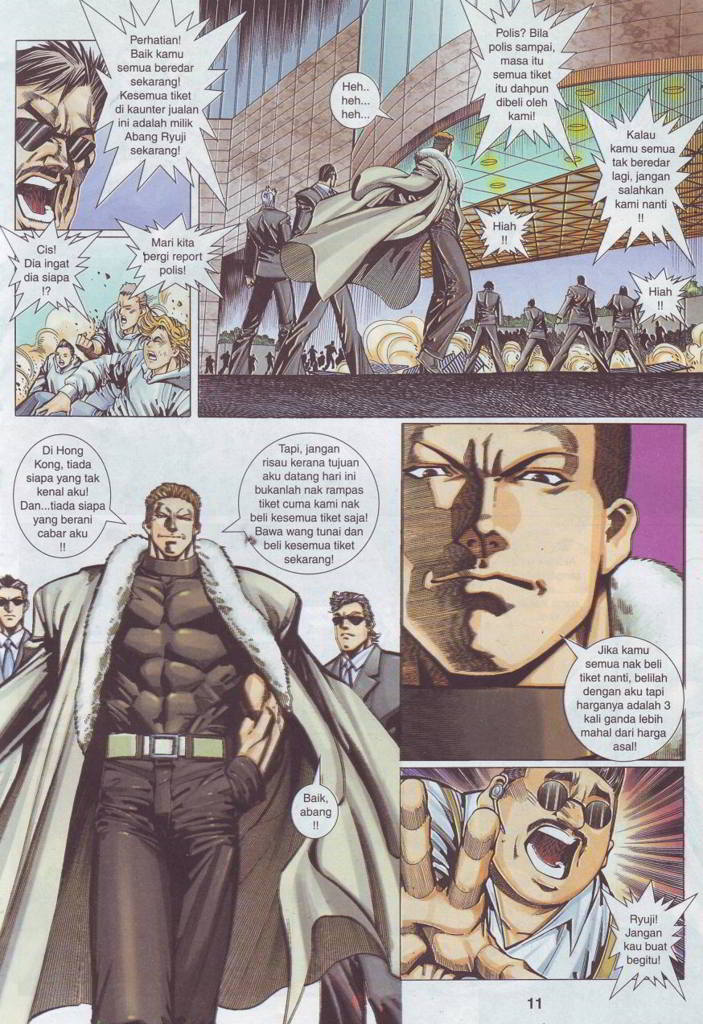 Perhatian!
Baik kamu
semua beredar
sekarang!
Kesemua tiket
di kaunter jualan
ini adalah milik
Abang Ryuji
sekarang!
Heh..
heh...
heh...
Polis? Bila
polis sampai,
masa itu
semua tiket
itu dahpun
dibeli oleh
kami!
Kalau
kamu semua
tak beredar
lagi, jangan
salahkan
kami nanti
!!
Hiah
!!
Hiah
!!
Cis!
Dia ingat
dia siapa
!?
Mari kita
pergi report
polis!
Di Hong
Kong, tiada
siapa yang tak
kenal aku!
Dan...tiada siapa
yang berani
cabar aku
!!
Tapi, jangan
risau kerana tujuan
aku datang hari ini
bukanlah nak rampas
tiket cuma kami nak
beli kesemua tiket saja!
Bawa wang tunai dan
beli kesemua tiket
sekarang!
Baik,
abang
!!
Jika kamu
semua nak beli
tiket nanti, belilah
dengan aku tapi
harganya adalah 3
kali ganda lebih
mahal dari harga
asal!
Ryuji!
Jangan
kau buat
begitu!
11